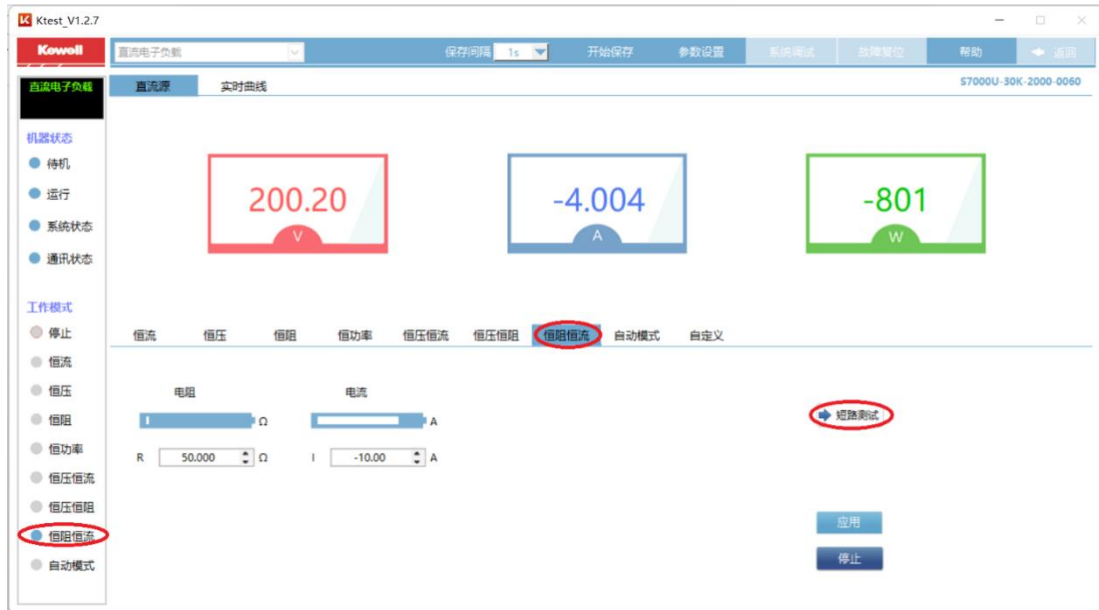 Ktest_V1.2.7
Kewell
直流电子负载
保存间隔 1s 开始保存 参数设置 系统调试 故障复位 帮助 返回
直流电子负载
直流源 实时曲线 S7000U-30K-2000-0060
机器状态
待机
运行
系统状态
通讯状态
200.20 -4.004 -801
V A W
工作模式
停止
恒流
恒压
恒阻
恒功率
恒压恒流
恒压恒阻
恒阻恒流
自动模式
恒流 恒压 恒阻 恒功率 恒压恒流 恒压恒阻 恒阻恒流 自动模式 自定义
电阻 电流
Ω A
短路测试
R 50.000 Ω I -10.00 A
应用
停止